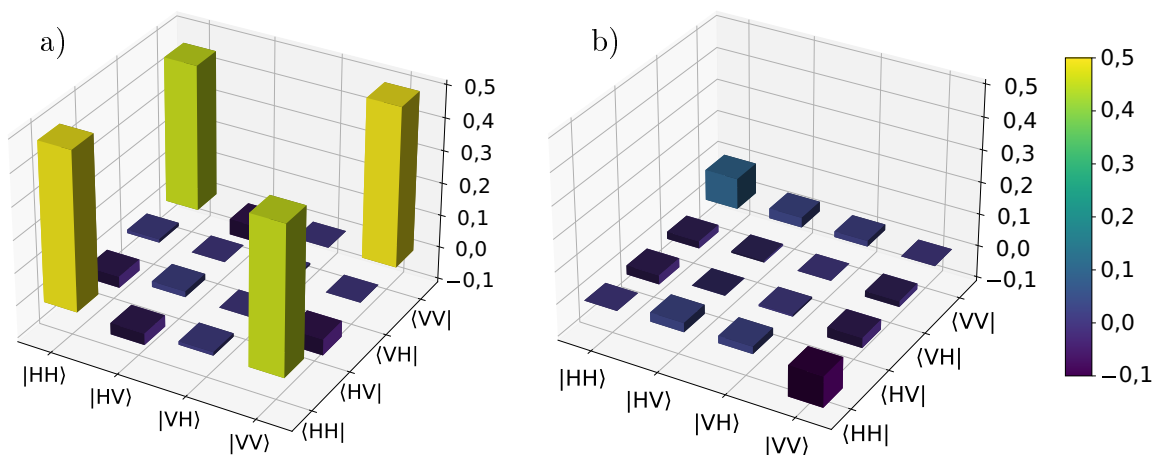 a)
0,5
0,4
0,3
0,2
0,1
0,0
−0,1
|HH⟩
|HV⟩
|VH⟩
|VV⟩
⟨HH|
⟨HV|
⟨VH|
⟨VV|
b)
0,5
0,4
0,3
0,2
0,1
0,0
−0,1
|HH⟩
|HV⟩
|VH⟩
|VV⟩
⟨HH|
⟨HV|
⟨VH|
⟨VV|
0,5
0,4
0,3
0,2
0,1
0,0
−0,1